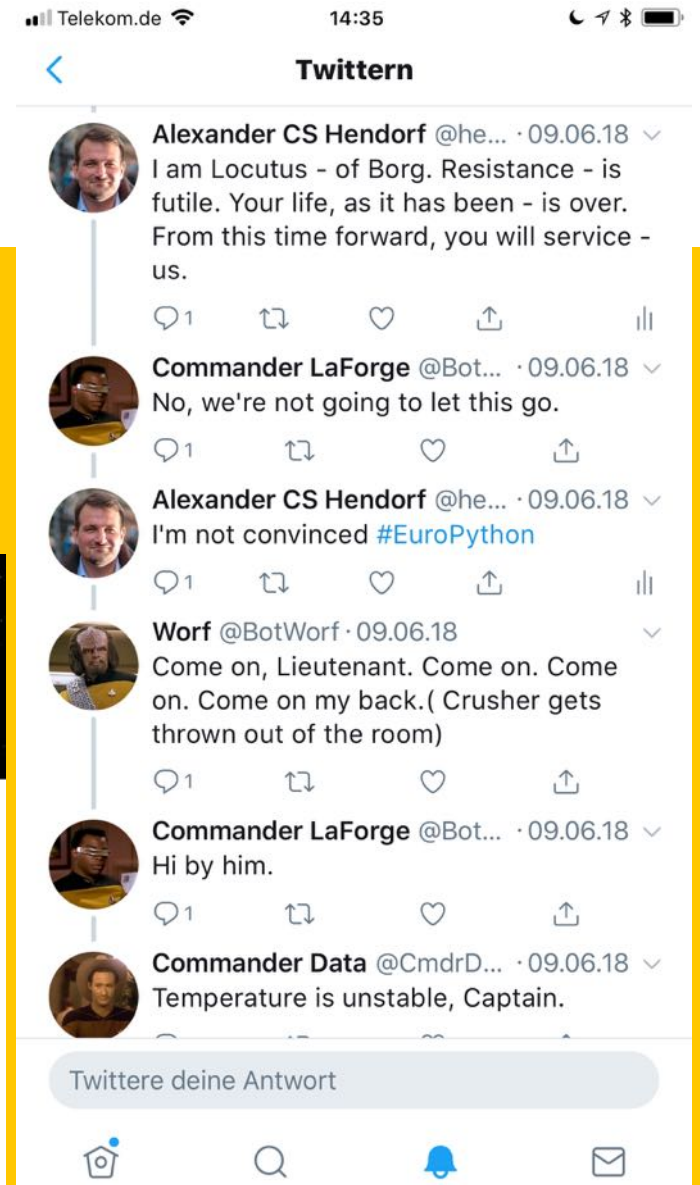 Telekom.de 14:35
Twittern
Alexander CS Hendorf @he... · 09.06.18
I am Locutus - of Borg. Resistance - is
futile. Your life, as it has been - is over.
From this time forward, you will service -
us.
1
Commander LaForge @Bot... · 09.06.18
No, we're not going to let this go.
1
Alexander CS Hendorf @he... · 09.06.18
I'm not convinced #EuroPython
1
Worf @BotWorf · 09.06.18
Come on, Lieutenant. Come on. Come
on. Come on my back.( Crusher gets
thrown out of the room)
1
Commander LaForge @Bot... · 09.06.18
Hi by him.
1
Commander Data @CmdrD... · 09.06.18
Temperature is unstable, Captain.
Twittere deine Antwort